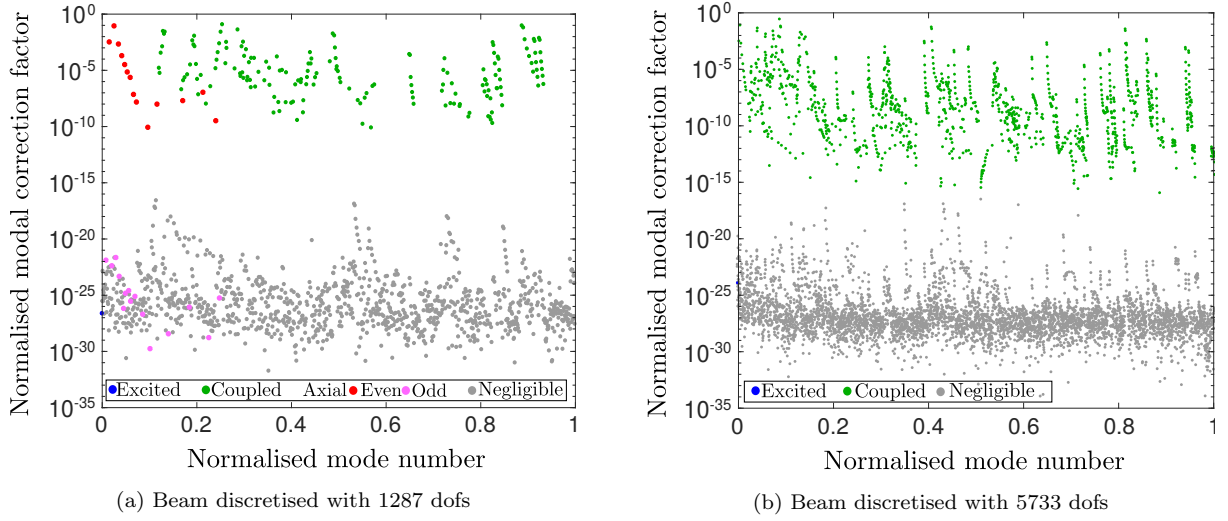 Normalised modal correction factor
10^0
10^-5
10^-10
10^-15
10^-20
10^-25
10^-30
10^-35
Excited Coupled Axial Even Odd Negligible
0 0.2 0.4 0.6 0.8 1
Normalised mode number
(a) Beam discretised with 1287 dofs
Normalised modal correction factor
10^0
10^-5
10^-10
10^-15
10^-20
10^-25
10^-30
10^-35
Excited Coupled Negligible
0 0.2 0.4 0.6 0.8 1
Normalised mode number
(b) Beam discretised with 5733 dofs